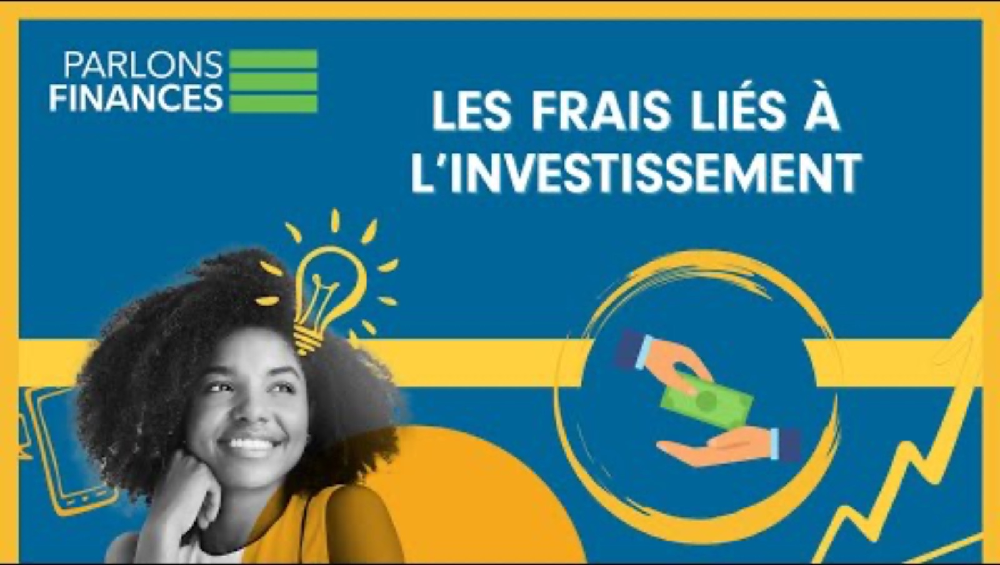 PARLONS
FINANCES
LES FRAIS LIÉS À
L'INVESTISSEMENT